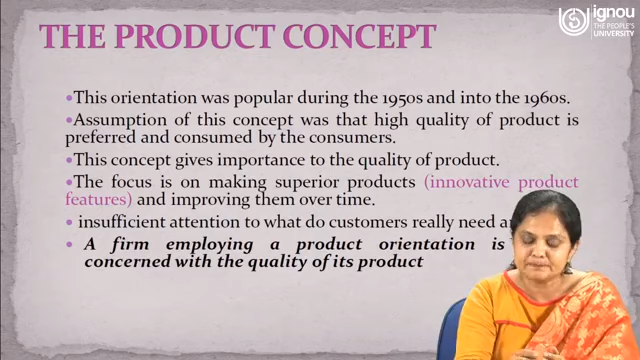 THE PRODUCT CONCEPT
ignou
THE PEOPLE'S
UNIVERSITY
•This orientation was popular during the 1950s and into the 1960s.
•Assumption of this concept was that high quality of product is
preferred and consumed by the consumers.
•This concept gives importance to the quality of product.
•The focus is on making superior products (innovative product
features) and improving them over time.
• insufficient attention to what do customers really need
• A firm employing a product orientation is
concerned with the quality of its product